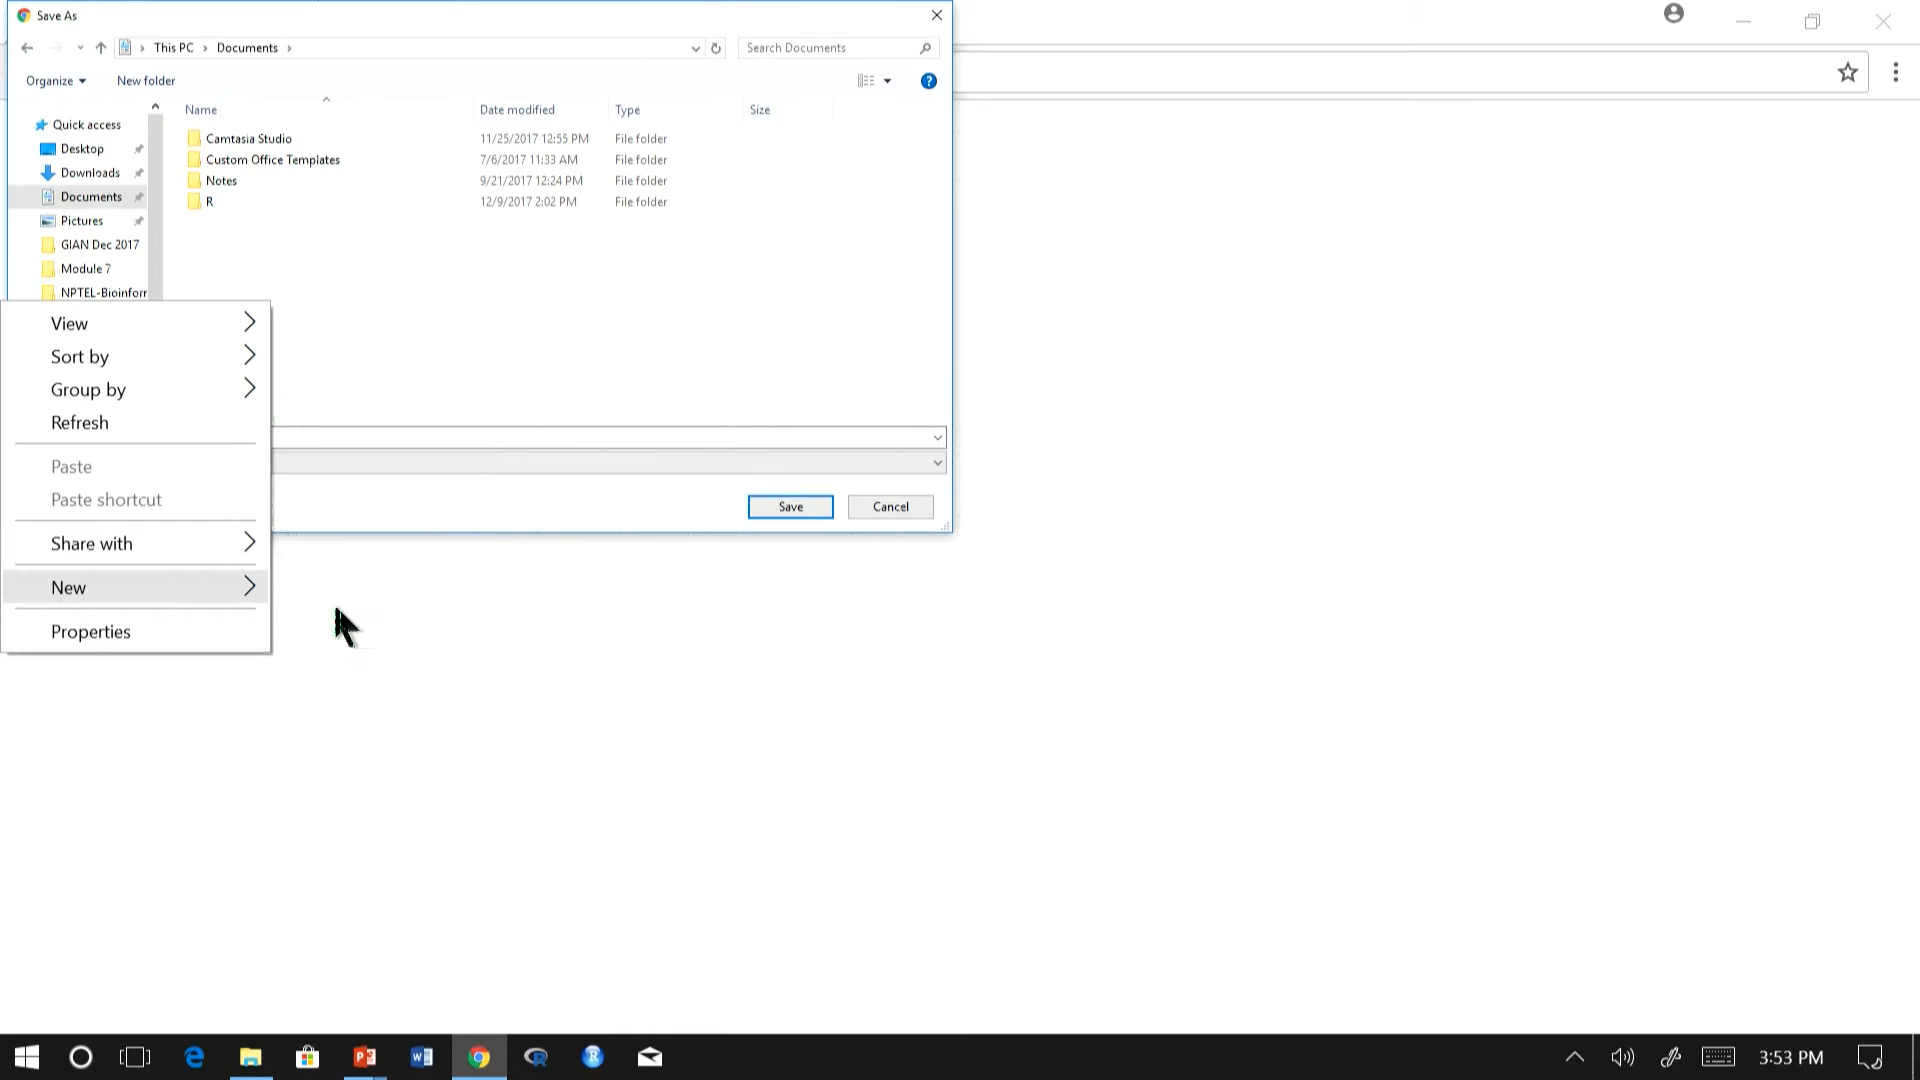 Save As
This PC > Documents >
Search Documents
Organize
New folder
?
Name Date modified Type Size
Quick access
Desktop
Downloads
Documents
Pictures
GIAN Dec 2017
Module 7
NPTEL-Bioinforr
Camtasia Studio 11/25/2017 12:55 PM File folder
Custom Office Templates 7/6/2017 11:33 AM File folder
Notes 9/21/2017 12:24 PM File folder
R 12/9/2017 2:02 PM File folder
View
Sort by
Group by
Refresh
Paste
Paste shortcut
Share with
New
Properties
Save
Cancel
3:53 PM